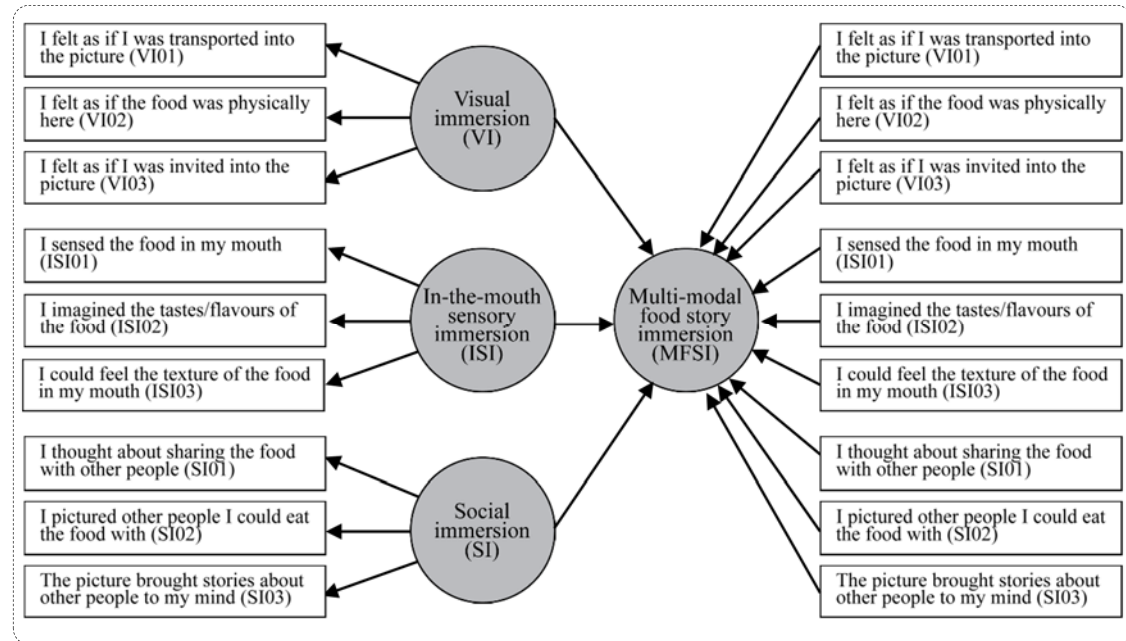 I felt as if I was transported into
the picture (VI01)
I felt as if the food was physically
here (VI02)
I felt as if I was invited into the
picture (VI03)
I sensed the food in my mouth
(ISI01)
I imagined the tastes/flavours of
the food (ISI02)
I could feel the texture of the food
in my mouth (ISI03)
I thought about sharing the food
with other people (SI01)
I pictured other people I could eat
the food with (SI02)
The picture brought stories about
other people to my mind (SI03)
Visual
immersion
(VI)
In-the-mouth
sensory
immersion
(ISI)
Social
immersion
(SI)
Multi-modal
food story
immersion
(MFSI)
I felt as if I was transported into
the picture (VI01)
I felt as if the food was physically
here (VI02)
I felt as if I was invited into the
picture (VI03)
I sensed the food in my mouth
(ISI01)
I imagined the tastes/flavours of
the food (ISI02)
I could feel the texture of the food
in my mouth (ISI03)
I thought about sharing the food
with other people (SI01)
I pictured other people I could eat
the food with (SI02)
The picture brought stories about
other people to my mind (SI03)